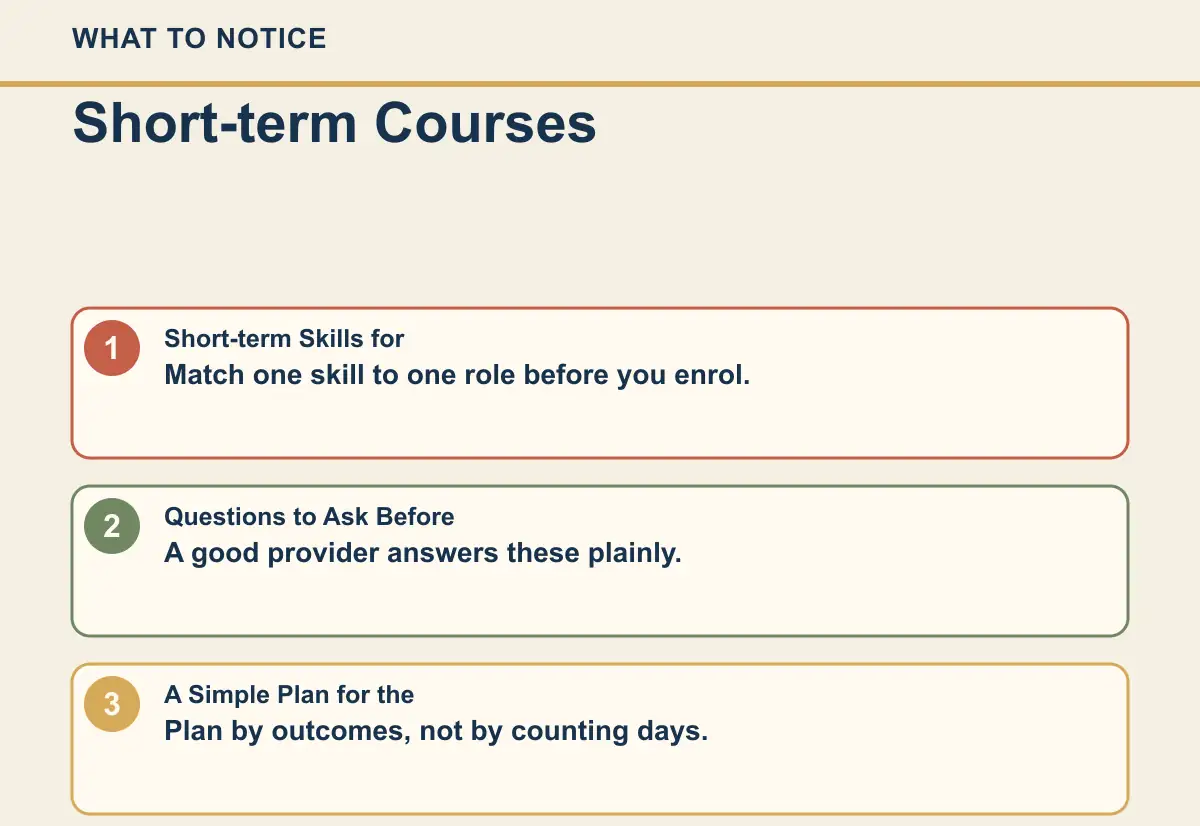 WHAT TO NOTICE
Short-term Courses
1
Short-term Skills for
Match one skill to one role before you enrol.
2
Questions to Ask Before
A good provider answers these plainly.
3
A Simple Plan for the
Plan by outcomes, not by counting days.